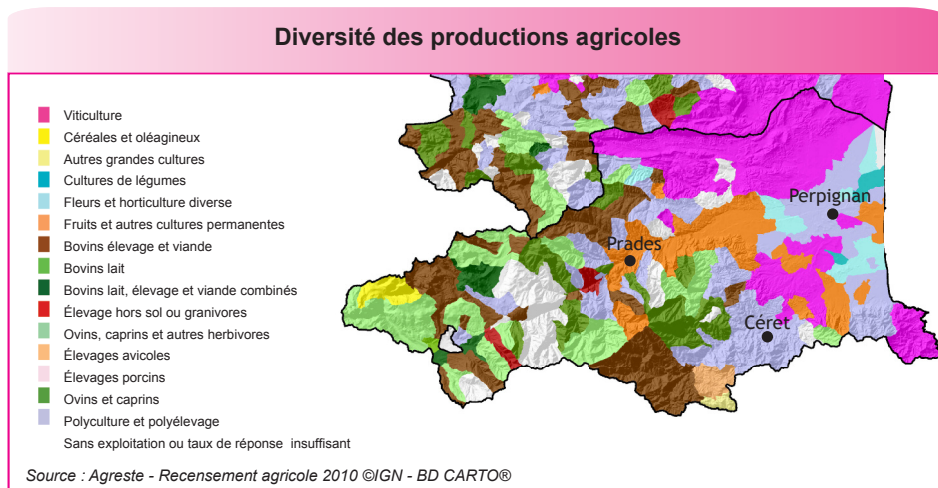 Diversité des productions agricoles
Viticulture
Céréales et oléagineux
Autres grandes cultures
Cultures de légumes
Fleurs et horticulture diverse
Fruits et autres cultures permanentes
Bovins élevage et viande
Bovins lait
Bovins lait, élevage et viande combinés
Élevage hors sol ou granivores
Ovins, caprins et autres herbivores
Élevages avicoles
Élevages porcins
Ovins et caprins
Polyculture et polyélevage
Sans exploitation ou taux de réponse insuffisant
Perpignan
Prades
Céret
Source : Agreste - Recensement agricole 2010 ©IGN - BD CARTO®